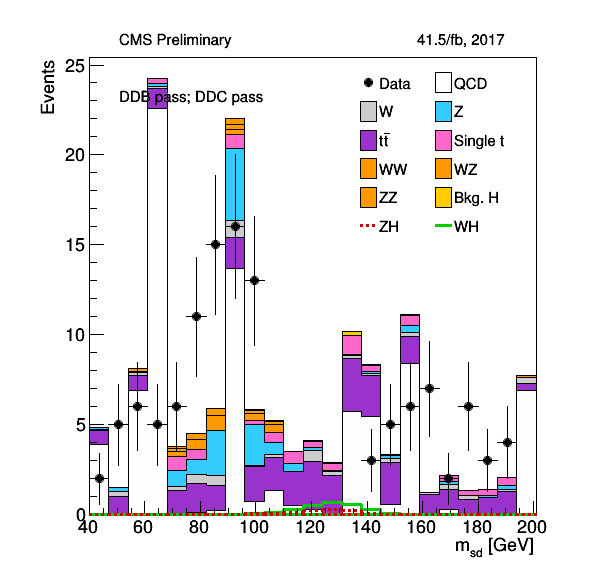 CMS Preliminary 41.5/fb, 2017
Events
DDB pass; DDC pass
Data QCD
W Z
tt̄ Single t
WW WZ
ZZ Bkg. H
ZH WH
25
20
15
10
5
0
40 60 80 100 120 140 160 180 200
m_sd [GeV]